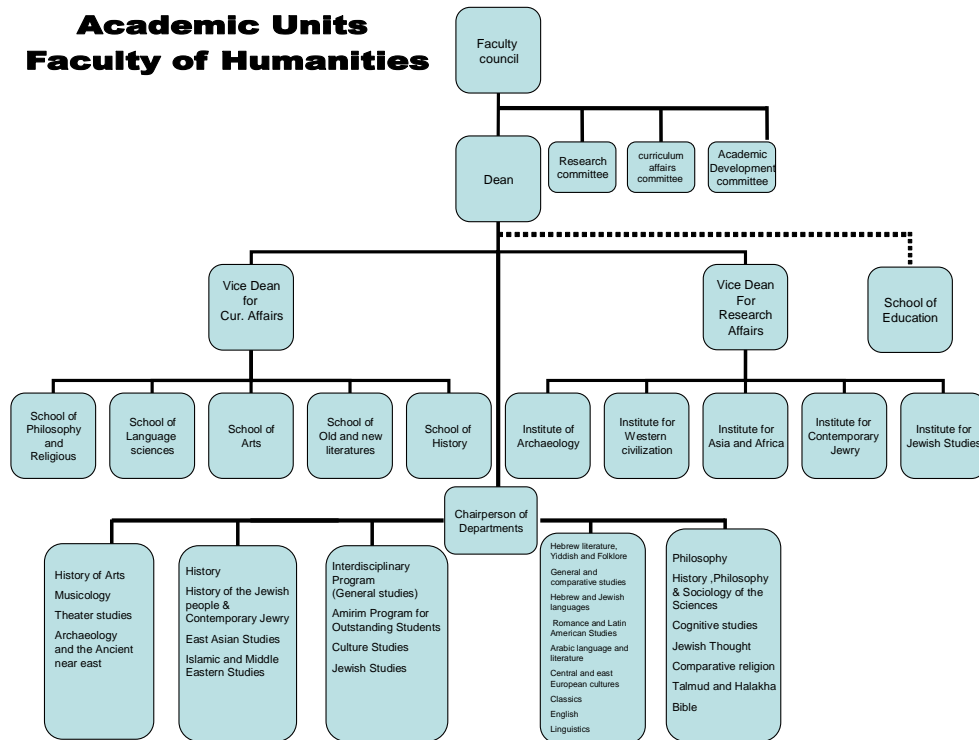 Academic Units
Faculty of Humanities
Faculty
council
Dean
Research
committee
curriculum
affairs
committee
Academic
Development
committee
Vice Dean
for
Cur. Affairs
Vice Dean
For
Research
Affairs
School of
Education
School of
Philosophy
and
Religious
School of
Language
sciences
School of
Arts
School of
Old and new
literatures
School of
History
Institute of
Archaeology
Institute for
Western
civilization
Institute for
Asia and Africa
Institute for
Contemporary
Jewry
Institute for
Jewish Studies
Chairperson of
Departments
History of Arts
Musicology
Theater studies
Archaeology
and the Ancient
near east
History
History of the Jewish
people &
Contemporary Jewry
East Asian Studies
Islamic and Middle
Eastern Studies
Interdisciplinary
Program
(General studies)
Amirim Program for
Outstanding Students
Culture Studies
Jewish Studies
Hebrew literature,
Yiddish and Folklore
General and
comparative studies
Hebrew and Jewish
languages
Romance and Latin
American Studies
Arabic language and
literature
Central and east
European cultures
Classics
English
Linguistics
Philosophy
History ,Philosophy
& Sociology of the
Sciences
Cognitive studies
Jewish Thought
Comparative religion
Talmud and Halakha
Bible